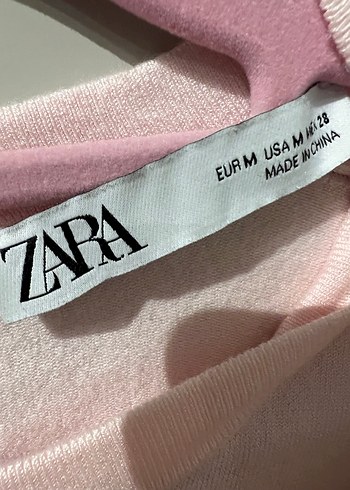 ZARA
EUR M USA M MEX 28
MADE IN CHINA